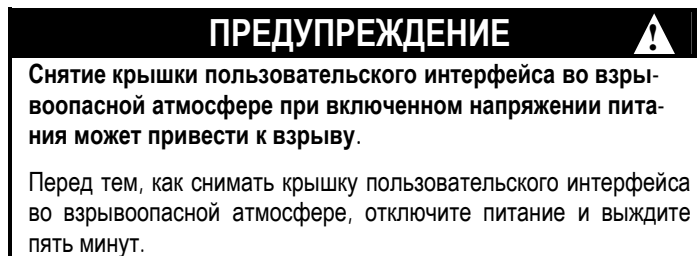 ПРЕДУПРЕЖДЕНИЕ
Снятие крышки пользовательского интерфейса во взры-
воопасной атмосфере при включенном напряжении пита-
ния может привести к взрыву.
Перед тем, как снимать крышку пользовательского интерфейса
во взрывоопасной атмосфере, отключите питание и выждите
пять минут.